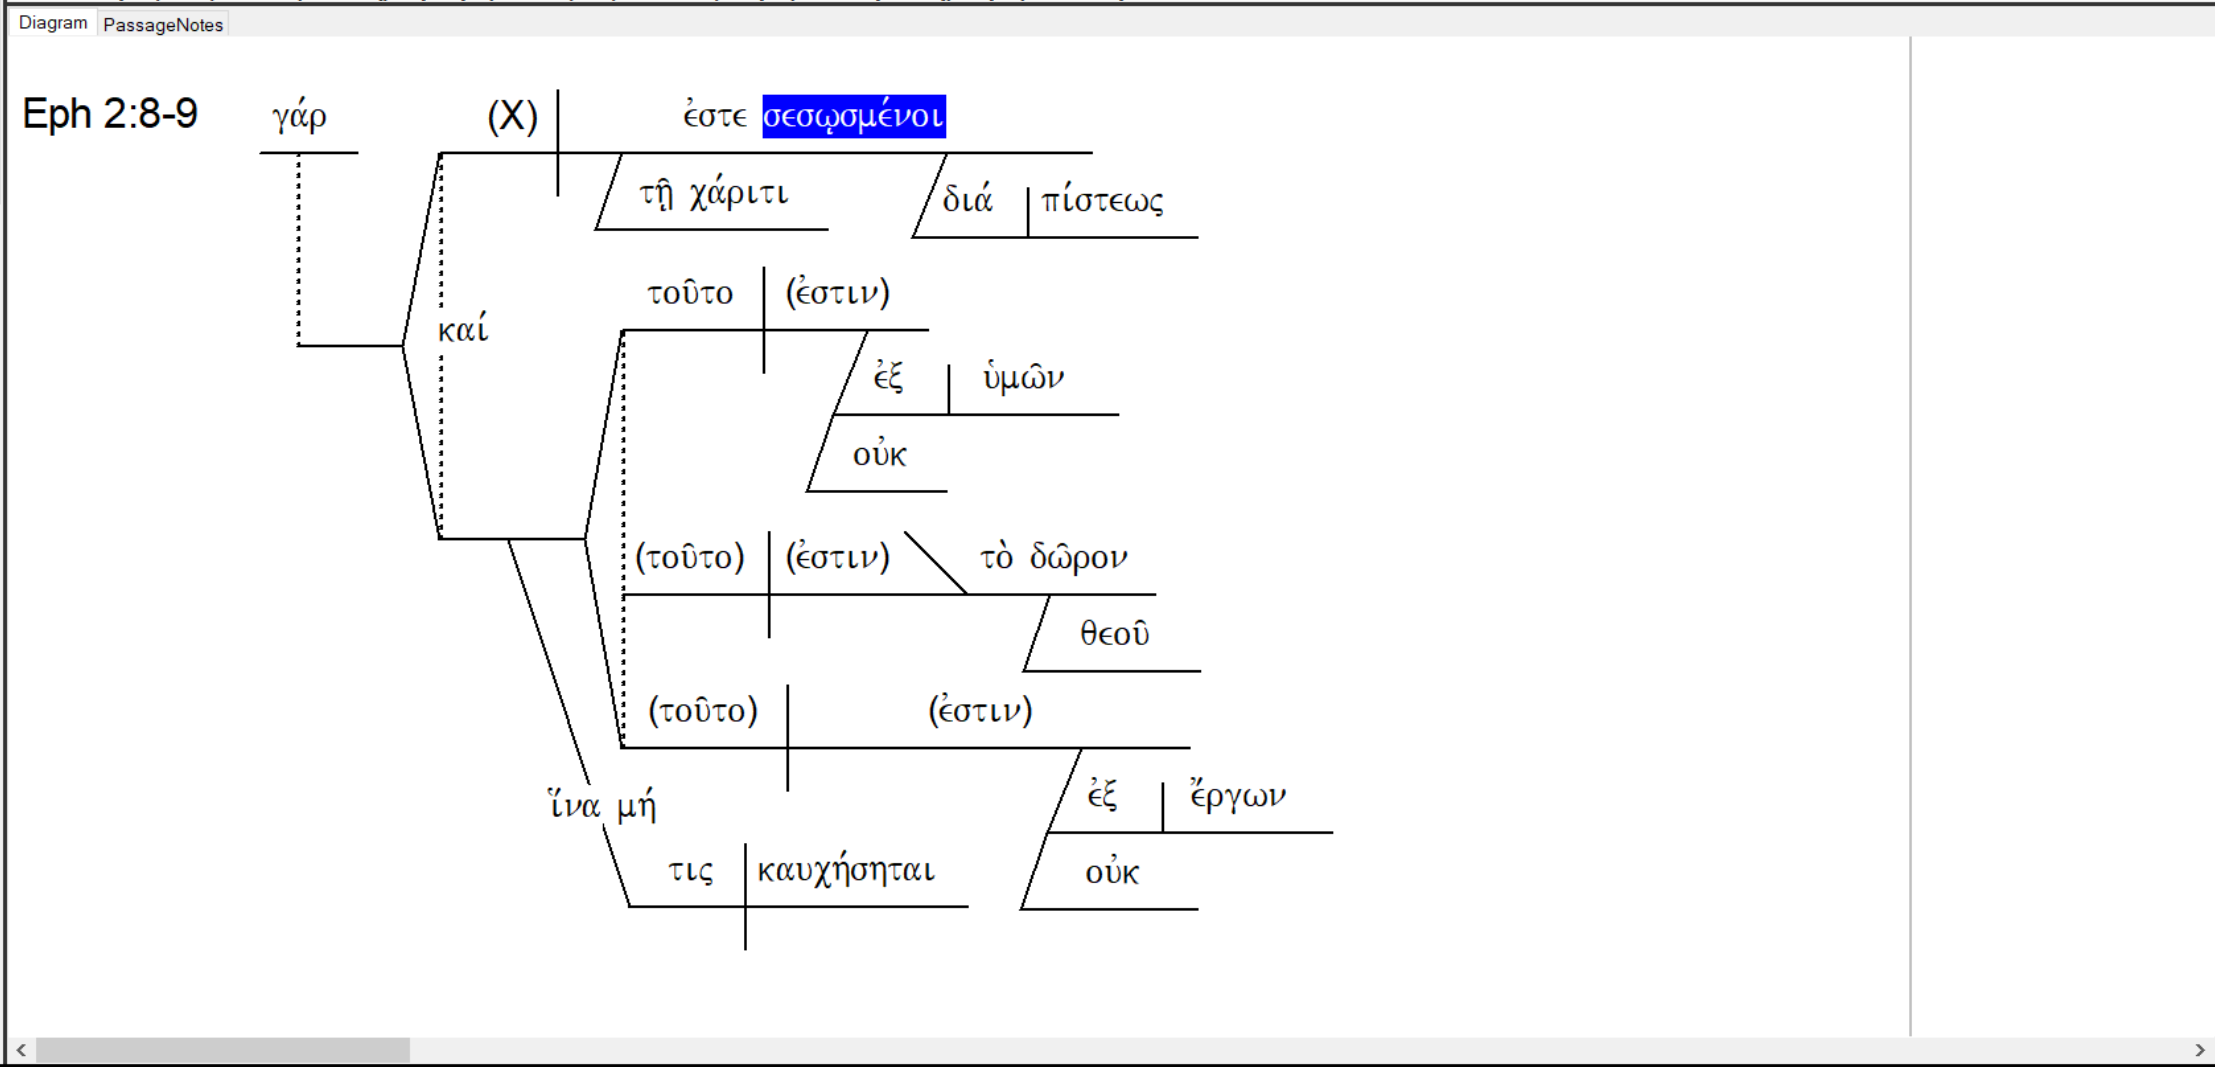 Diagram PassageNotes
Eph 2:8-9 γάρ (X) ἐστε σεσῳσμένοι
τῇ χάριτι διά πίστεως
τοῦτο (ἐστιν)
καί
ἐξ ὑμῶν
οὐκ
(τοῦτο) (ἐστιν) τὸ δῶρον
θεοῦ
(τοῦτο) (ἐστιν)
ἵνα μή ἐξ ἔργων
τις καυχήσηται οὐκ